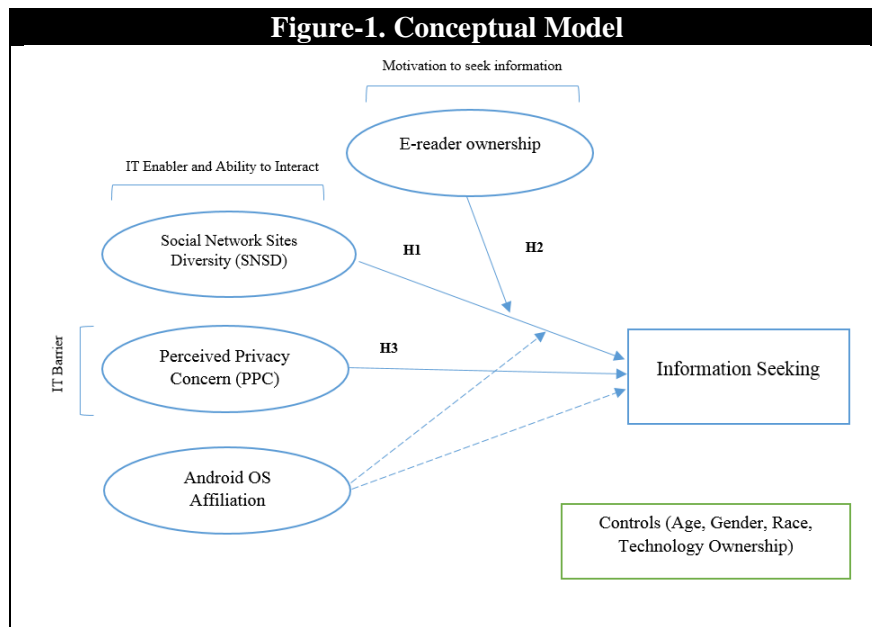 Figure-1. Conceptual Model
Motivation to seek information
E-reader ownership
IT Enabler and Ability to Interact
Social Network Sites
Diversity (SNSD)
H1
H2
IT Barrier
Perceived Privacy
Concern (PPC)
H3
Information Seeking
Android OS
Affiliation
Controls (Age, Gender, Race,
Technology Ownership)